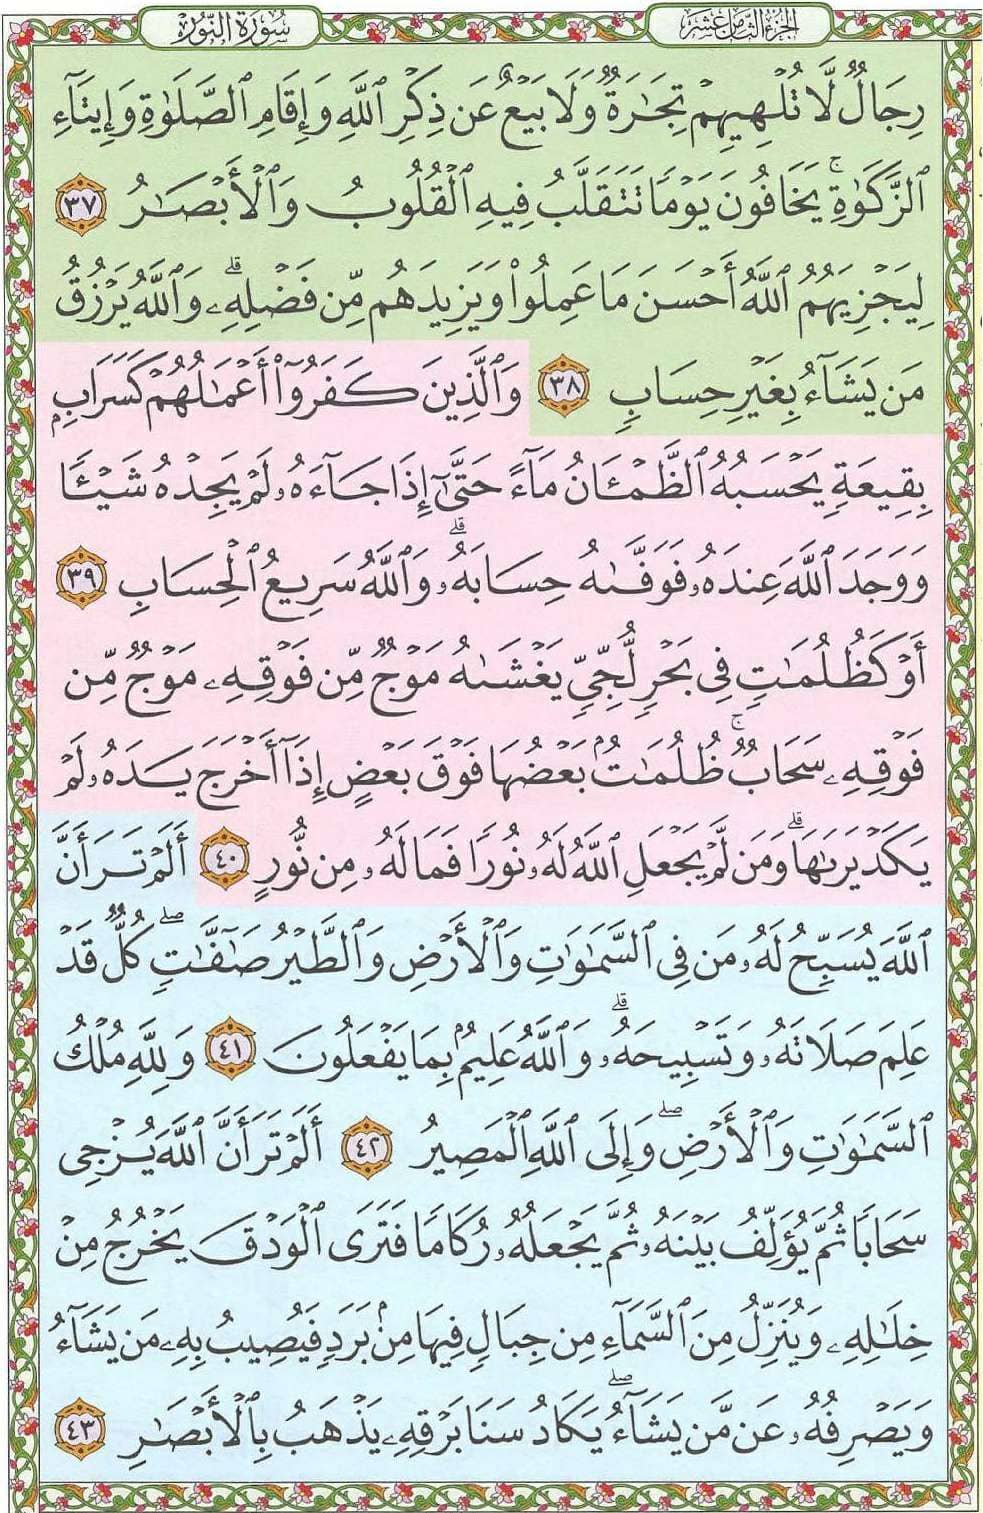 الجزء الثامن عشر
سورة النور
رِجَالٌ لَّا تُلْهِيهِمْ تِجَٰرَةٌ وَلَا بَيْعٌ عَن ذِكْرِ ٱللَّهِ وَإِقَامِ ٱلصَّلَوٰةِ وَإِيتَآءِ
ٱلزَّكَوٰةِ ۚ يَخَافُونَ يَوْمًا تَتَقَلَّبُ فِيهِ ٱلْقُلُوبُ وَٱلْأَبْصَٰرُ ٣٧
لِيَجْزِيَهُمُ ٱللَّهُ أَحْسَنَ مَا عَمِلُوا۟ وَيَزِيدَهُم مِّن فَضْلِهِۦ ۗ وَٱللَّهُ يَرْزُقُ
مَن يَشَآءُ بِغَيْرِ حِسَابٍ ٣٨ وَٱلَّذِينَ كَفَرُوٓا۟ أَعْمَٰلُهُمْ كَسَرَابٍۭ
بِقِيعَةٍ يَحْسَبُهُ ٱلظَّمْـَٔانُ مَآءً حَتَّىٰٓ إِذَا جَآءَهُۥ لَمْ يَجِدْهُ شَيْـًٔا
وَوَجَدَ ٱللَّهَ عِندَهُۥ فَوَفَّىٰهُ حِسَابَهُۥ ۗ وَٱللَّهُ سَرِيعُ ٱلْحِسَابِ ٣٩
أَوْ كَظُلُمَٰتٍ فِى بَحْرٍ لُّجِّىٍّ يَغْشَىٰهُ مَوْجٌ مِّن فَوْقِهِۦ مَوْجٌ مِّن
فَوْقِهِۦ سَحَابٌ ۚ ظُلُمَٰتٌۢ بَعْضُهَا فَوْقَ بَعْضٍ إِذَآ أَخْرَجَ يَدَهُۥ لَمْ
يَكَدْ يَرَىٰهَا ۗ وَمَن لَّمْ يَجْعَلِ ٱللَّهُ لَهُۥ نُورًا فَمَا لَهُۥ مِن نُّورٍ ٤٠ أَلَمْ تَرَ أَنَّ
ٱللَّهَ يُسَبِّحُ لَهُۥ مَن فِى ٱلسَّمَٰوَٰتِ وَٱلْأَرْضِ وَٱلطَّيْرُ صَٰٓفَّٰتٍ ۖ كُلٌّ قَدْ
عَلِمَ صَلَاتَهُۥ وَتَسْبِيحَهُۥ ۗ وَٱللَّهُ عَلِيمٌۢ بِمَا يَفْعَلُونَ ٤١ وَلِلَّهِ مُلْكُ
ٱلسَّمَٰوَٰتِ وَٱلْأَرْضِ ۖ وَإِلَى ٱللَّهِ ٱلْمَصِيرُ ٤٢ أَلَمْ تَرَ أَنَّ ٱللَّهَ يُزْجِى
سَحَابًا ثُمَّ يُؤَلِّفُ بَيْنَهُۥ ثُمَّ يَجْعَلُهُۥ رُكَامًا فَتَرَى ٱلْوَدْقَ يَخْرُجُ مِنْ
خِلَٰلِهِۦ وَيُنَزِّلُ مِنَ ٱلسَّمَآءِ مِن جِبَالٍ فِيهَا مِنۢ بَرَدٍ فَيُصِيبُ بِهِۦ مَن يَشَآءُ
وَيَصْرِفُهُۥ عَن مَّن يَشَآءُ ۖ يَكَادُ سَنَا بَرْقِهِۦ يَذْهَبُ بِٱلْأَبْصَٰرِ ٤٣